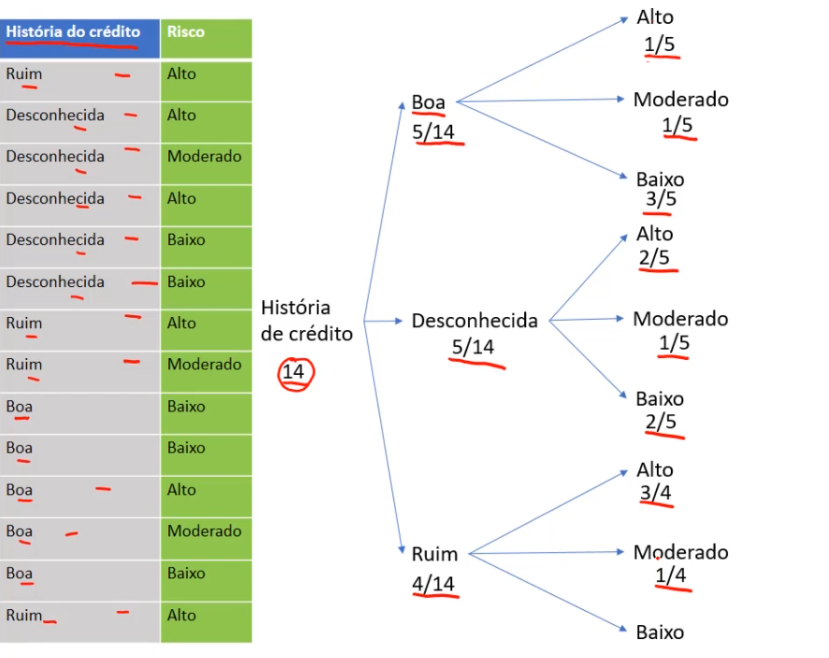 História do crédito Risco
Ruim Alto
Desconhecida Alto
Desconhecida Moderado
Desconhecida Alto
Desconhecida Baixo
Desconhecida Baixo
Ruim Alto
Ruim Moderado
Boa Baixo
Boa Baixo
Boa Alto
Boa Moderado
Boa Baixo
Ruim Alto
História
de crédito
14
Boa
5/14
Alto
1/5
Moderado
1/5
Baixo
3/5
Desconhecida
5/14
Alto
2/5
Moderado
1/5
Baixo
2/5
Ruim
4/14
Alto
3/4
Moderado
1/4
Baixo